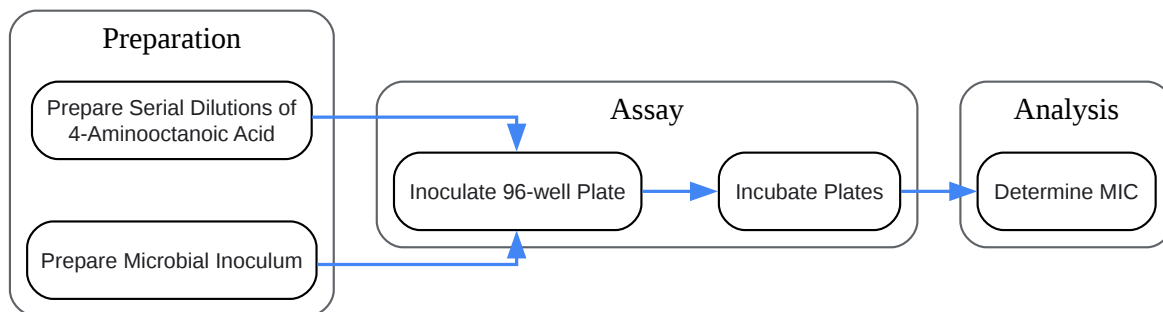 Preparation
Prepare Serial Dilutions of
4-Aminooctanoic Acid
Prepare Microbial Inoculum
Assay
Inoculate 96-well Plate
Incubate Plates
Analysis
Determine MIC